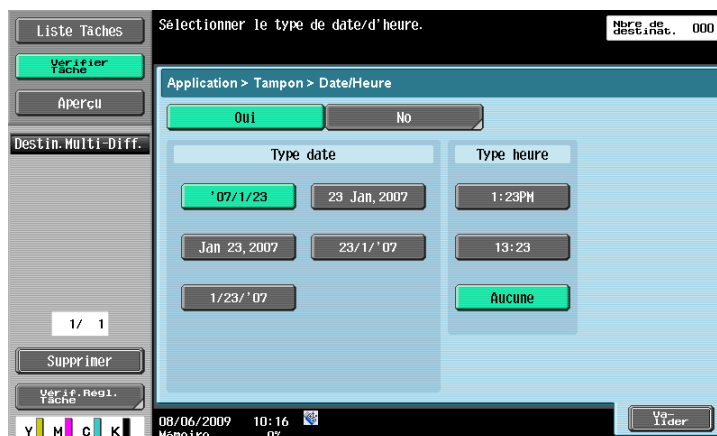 Liste Tâches
Vérifier
Tâche
Aperçu
Destin.Multi-Diff.
1/ 1
Supprimer
Vérif.Régl.
Tâche
Y M C K
Sélectionner le type de date/d'heure.
Nbre de
destinat. 000
Application > Tampon > Date/Heure
Oui No
Type date Type heure
'07/1/23 23 Jan,2007 1:23PM
Jan 23,2007 23/1/'07 13:23
1/23/'07 Aucune
08/06/2009 10:16
Mémoire 0%
Va-
lider